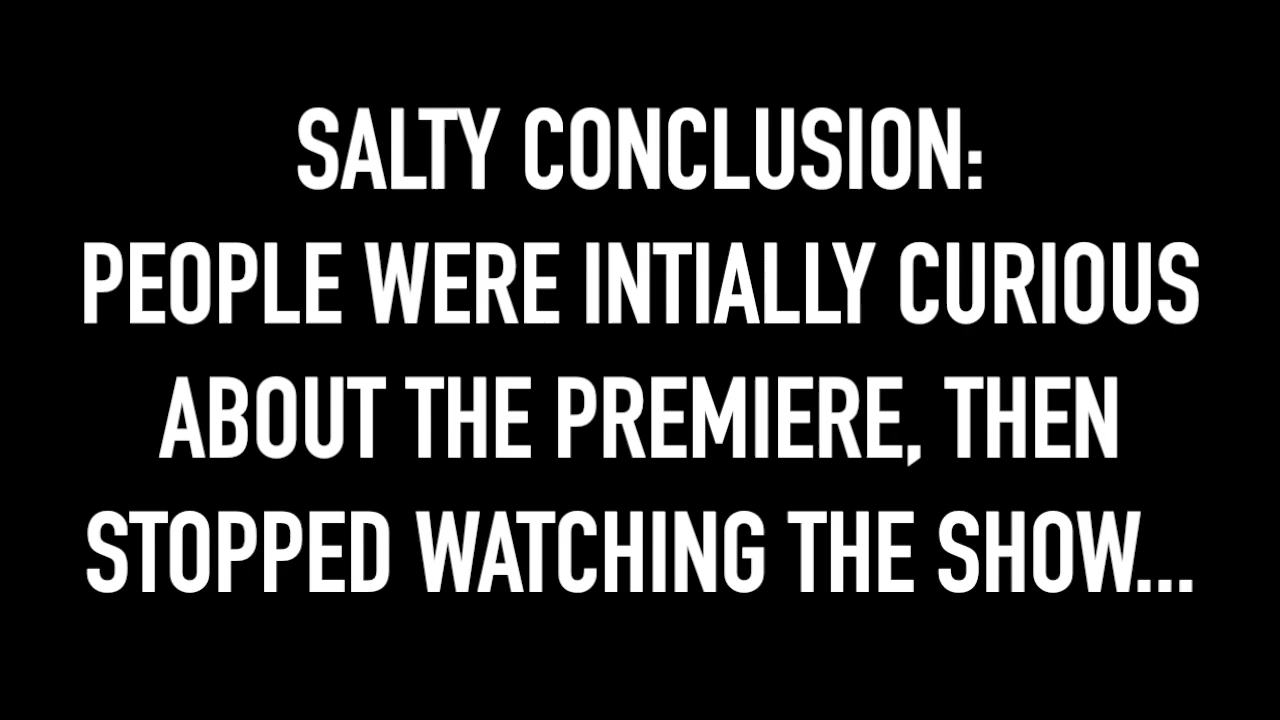 SALTY CONCLUSION:
PEOPLE WERE INTIALLY CURIOUS
ABOUT THE PREMIERE, THEN
STOPPED WATCHING THE SHOW...